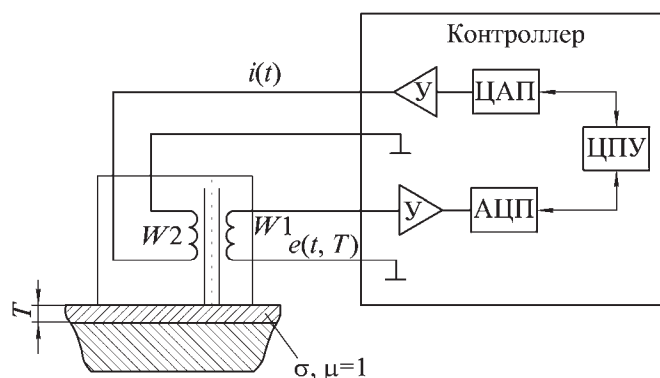 Контроллер
i(t)
У
ЦАП
ЦПУ
У
АЦП
W2
W1
e(t, T)
T
σ, μ=1